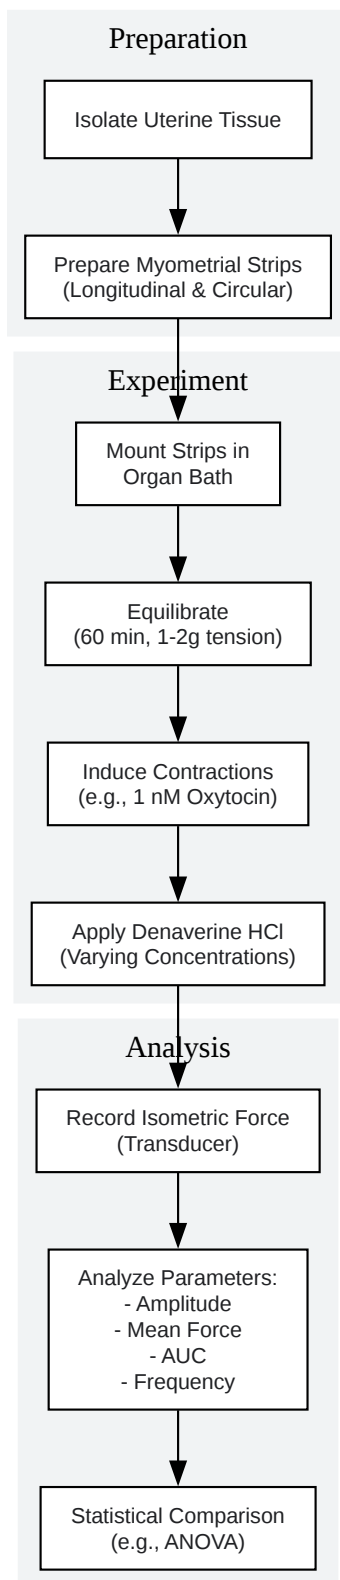 Preparation
Isolate Uterine Tissue
Prepare Myometrial Strips
(Longitudinal & Circular)
Experiment
Mount Strips in
Organ Bath
Equilibrate
(60 min, 1-2g tension)
Induce Contractions
(e.g., 1 nM Oxytocin)
Apply Denaverine HCl
(Varying Concentrations)
Analysis
Record Isometric Force
(Transducer)
Analyze Parameters:
- Amplitude
- Mean Force
- AUC
- Frequency
Statistical Comparison
(e.g., ANOVA)